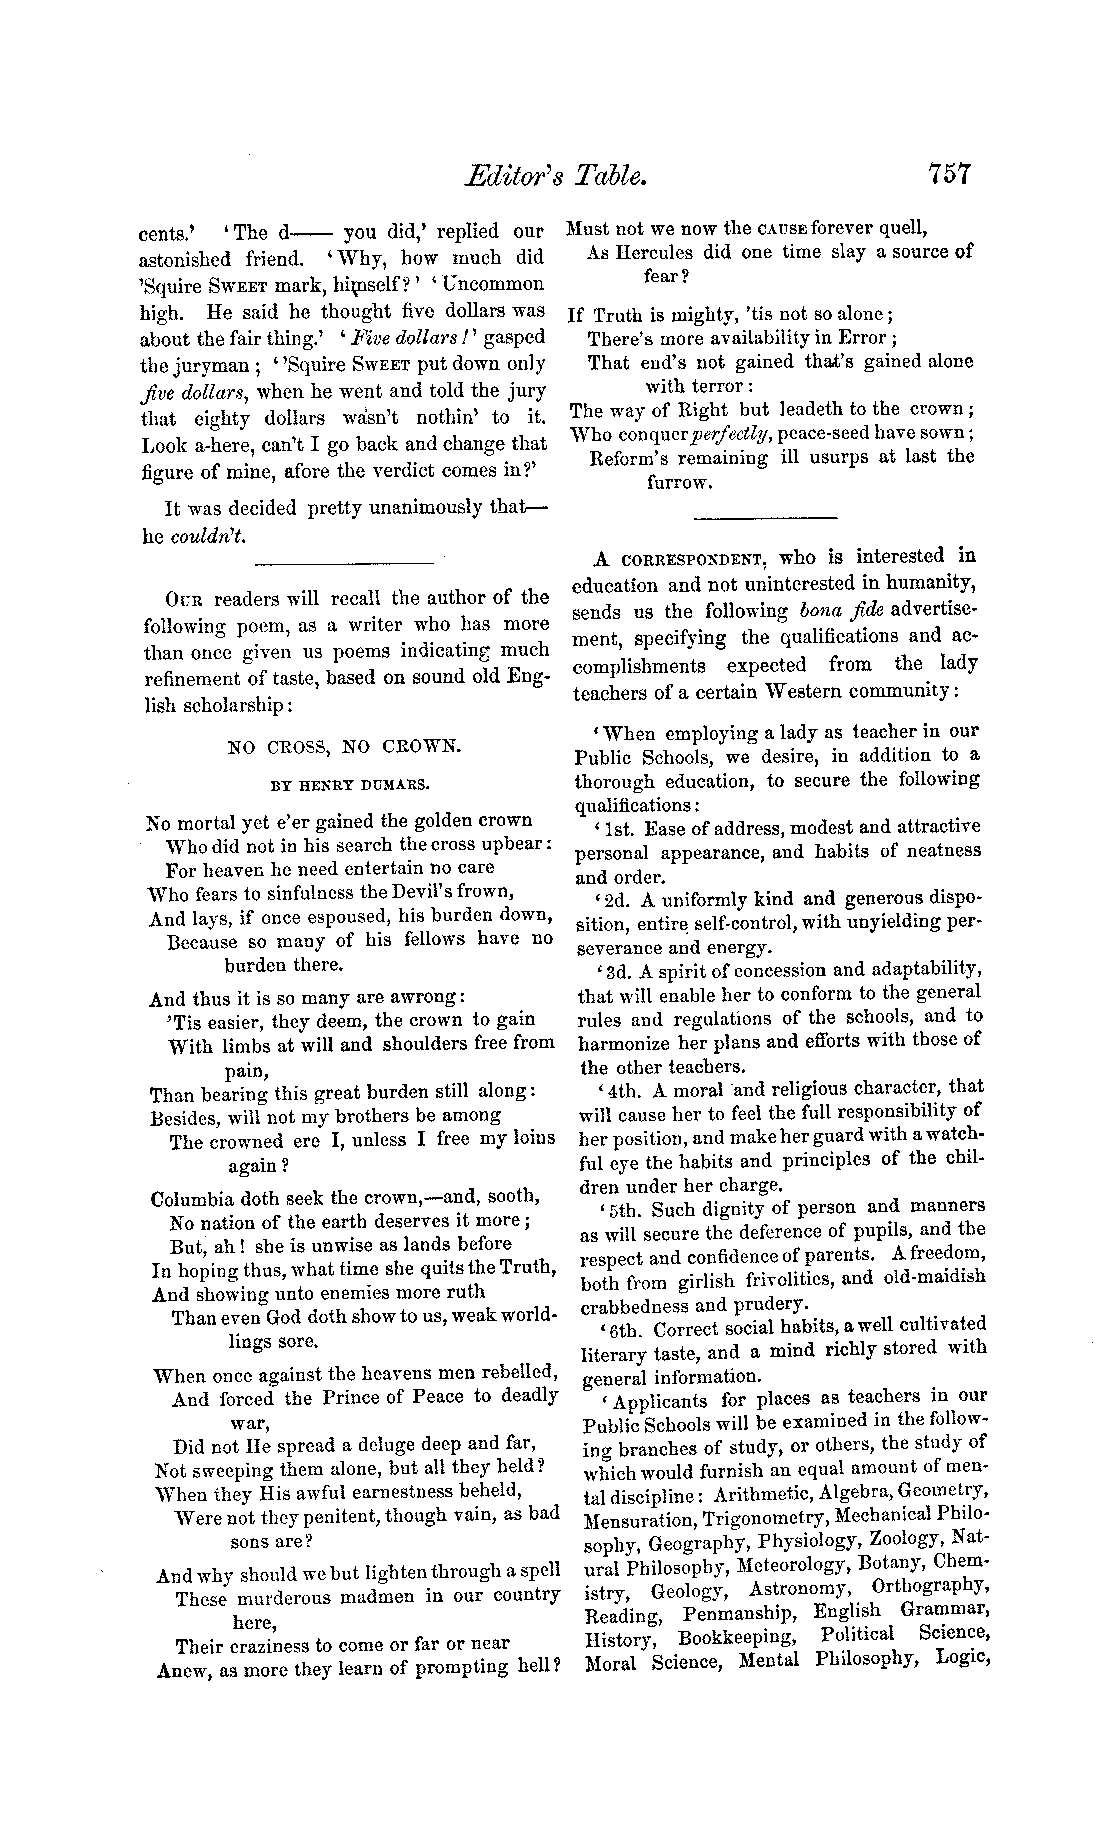 Editor's Table. 757
cents.' 'The d—— you did,' replied our
astonished friend. 'Why, how much did
'Squire Sweet mark, himself?' 'Uncommon
high. He said he thought five dollars was
about the fair thing.' 'Five dollars!' gasped
the juryman; ''Squire Sweet put down only
five dollars, when he went and told the jury
that eighty dollars wasn't nothin' to it.
Look a-here, can't I go back and change that
figure of mine, afore the verdict comes in?'
It was decided pretty unanimously that—
he couldn't.
Our readers will recall the author of the
following poem, as a writer who has more
than once given us poems indicating much
refinement of taste, based on sound old Eng-
lish scholarship:
NO CROSS, NO CROWN.
BY HENRY DUMARS.
No mortal yet e'er gained the golden crown
Who did not in his search the cross upbear:
For heaven he need entertain no care
Who fears to sinfulness the Devil's frown,
And lays, if once espoused, his burden down,
Because so many of his fellows have no
burden there.
And thus it is so many are awrong:
'Tis easier, they deem, the crown to gain
With limbs at will and shoulders free from
pain,
Than bearing this great burden still along:
Besides, will not my brothers be among
The crowned ere I, unless I free my loins
again?
Columbia doth seek the crown,—and, sooth,
No nation of the earth deserves it more;
But, ah! she is unwise as lands before
In hoping thus, what time she quits the Truth,
And showing unto enemies more ruth
Than even God doth show to us, weak world-
lings sore.
When once against the heavens men rebelled,
And forced the Prince of Peace to deadly
war,
Did not He spread a deluge deep and far,
Not sweeping them alone, but all they held?
When they His awful earnestness beheld,
Were not they penitent, though vain, as bad
sons are?
And why should we but lighten through a spell
These murderous madmen in our country
here,
Their craziness to come or far or near
Anew, as more they learn of prompting hell?
Must not we now the cause forever quell,
As Hercules did one time slay a source of
fear?
If Truth is mighty, 'tis not so alone;
There's more availability in Error;
That end's not gained that's gained alone
with terror:
The way of Right but leadeth to the crown;
Who conquer perfectly, peace-seed have sown;
Reform's remaining ill usurps at last the
furrow.
A correspondent, who is interested in
education and not uninterested in humanity,
sends us the following bona fide advertise-
ment, specifying the qualifications and ac-
complishments expected from the lady
teachers of a certain Western community:
'When employing a lady as teacher in our
Public Schools, we desire, in addition to a
thorough education, to secure the following
qualifications:
'1st. Ease of address, modest and attractive
personal appearance, and habits of neatness
and order.
'2d. A uniformly kind and generous dispo-
sition, entire self-control, with unyielding per-
severance and energy.
'3d. A spirit of concession and adaptability,
that will enable her to conform to the general
rules and regulations of the schools, and to
harmonize her plans and efforts with those of
the other teachers.
'4th. A moral and religious character, that
will cause her to feel the full responsibility of
her position, and make her guard with a watch-
ful eye the habits and principles of the chil-
dren under her charge.
'5th. Such dignity of person and manners
as will secure the deference of pupils, and the
respect and confidence of parents. A freedom,
both from girlish frivolities, and old-maidish
crabbedness and prudery.
'6th. Correct social habits, a well cultivated
literary taste, and a mind richly stored with
general information.
'Applicants for places as teachers in our
Public Schools will be examined in the follow-
ing branches of study, or others, the study of
which would furnish an equal amount of men-
tal discipline: Arithmetic, Algebra, Geometry,
Mensuration, Trigonometry, Mechanical Philo-
sophy, Geography, Physiology, Zoology, Nat-
ural Philosophy, Meteorology, Botany, Chem-
istry, Geology, Astronomy, Orthography,
Reading, Penmanship, English Grammar,
History, Bookkeeping, Political Science,
Moral Science, Mental Philosophy, Logic,